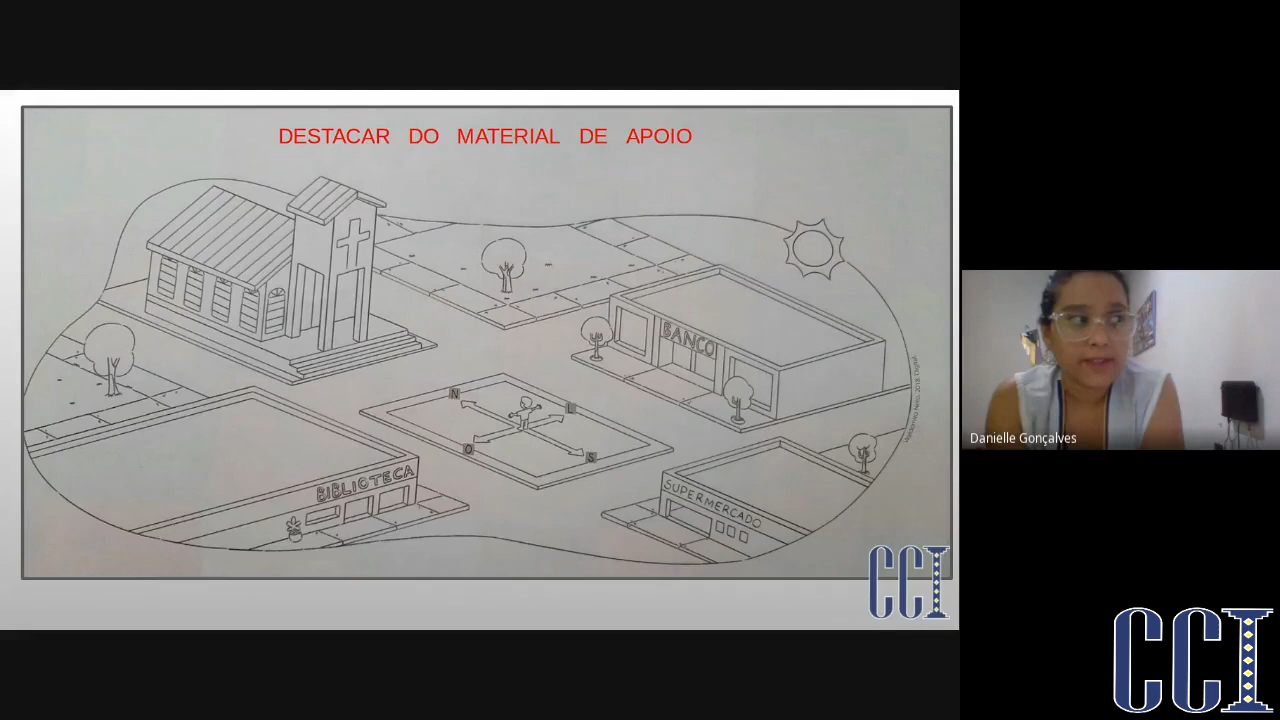 DESTACAR DO MATERIAL DE APOIO
BANCO
N
L
O
S
BIBLIOTECA
SUPERMERCADO
Danielle Gonçalves
CCI
CCI